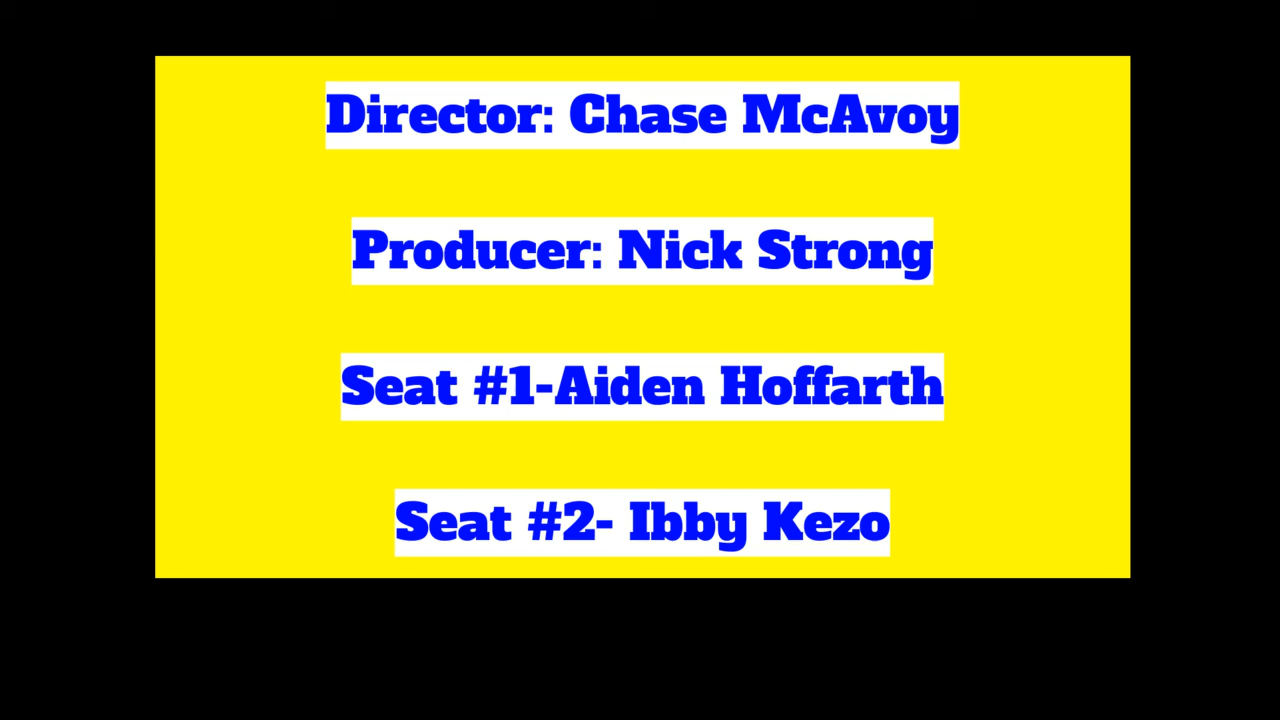 Director: Chase McAvoy
Producer: Nick Strong
Seat #1-Aiden Hoffarth
Seat #2- Ibby Kezo